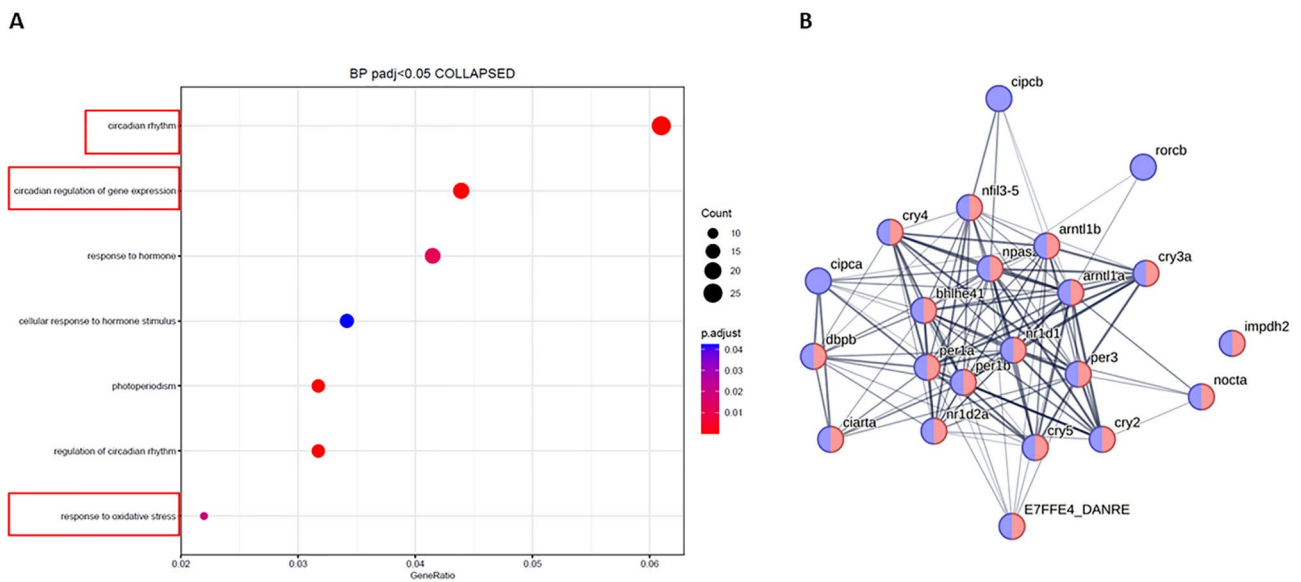 A
B
BP padj<0.05 COLLAPSED
circadian rhythm
circadian regulation of gene expression
response to hormone
cellular response to hormone stimulus
photoperiodism
regulation of circadian rhythm
response to oxidative stress
0.02 0.03 0.04 0.05 0.06
GeneRatio
Count
10
15
20
25
p.adjust
0.04
0.03
0.02
0.01
cipcb
rorcb
nfil3-5
cry4
arntl1b
npas2
cry3a
cipca
arntl1a
bhlhe41
impdh2
dbpb
nr1d1
per1a
per3
per1b
nocta
nr1d2a
ciarta
cry5
cry2
E7FFE4_DANRE